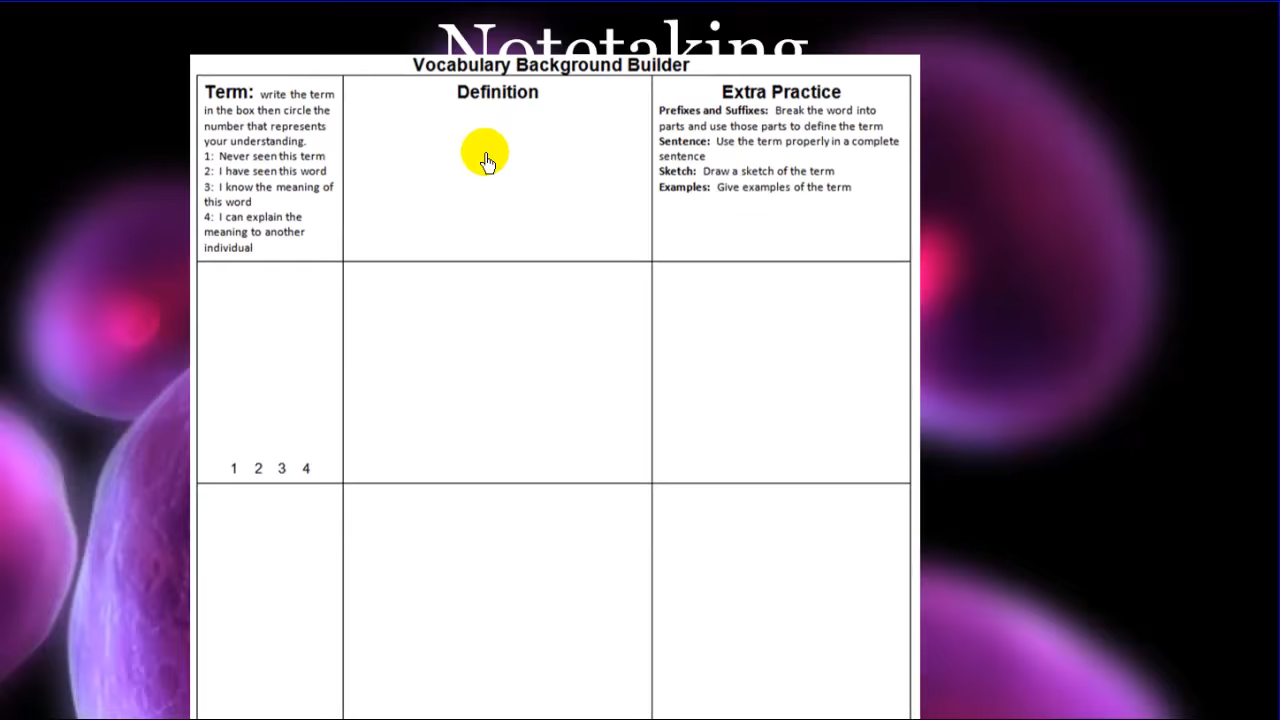 Notetaking
Vocabulary Background Builder
Term: write the term
in the box then circle the
number that represents
your understanding.
1: Never seen this term
2: I have seen this word
3: I know the meaning of
this word
4: I can explain the
meaning to another
individual
Definition
Extra Practice
Prefixes and Suffixes: Break the word into
parts and use those parts to define the term
Sentence: Use the term properly in a complete
sentence
Sketch: Draw a sketch of the term
Examples: Give examples of the term
1 2 3 4